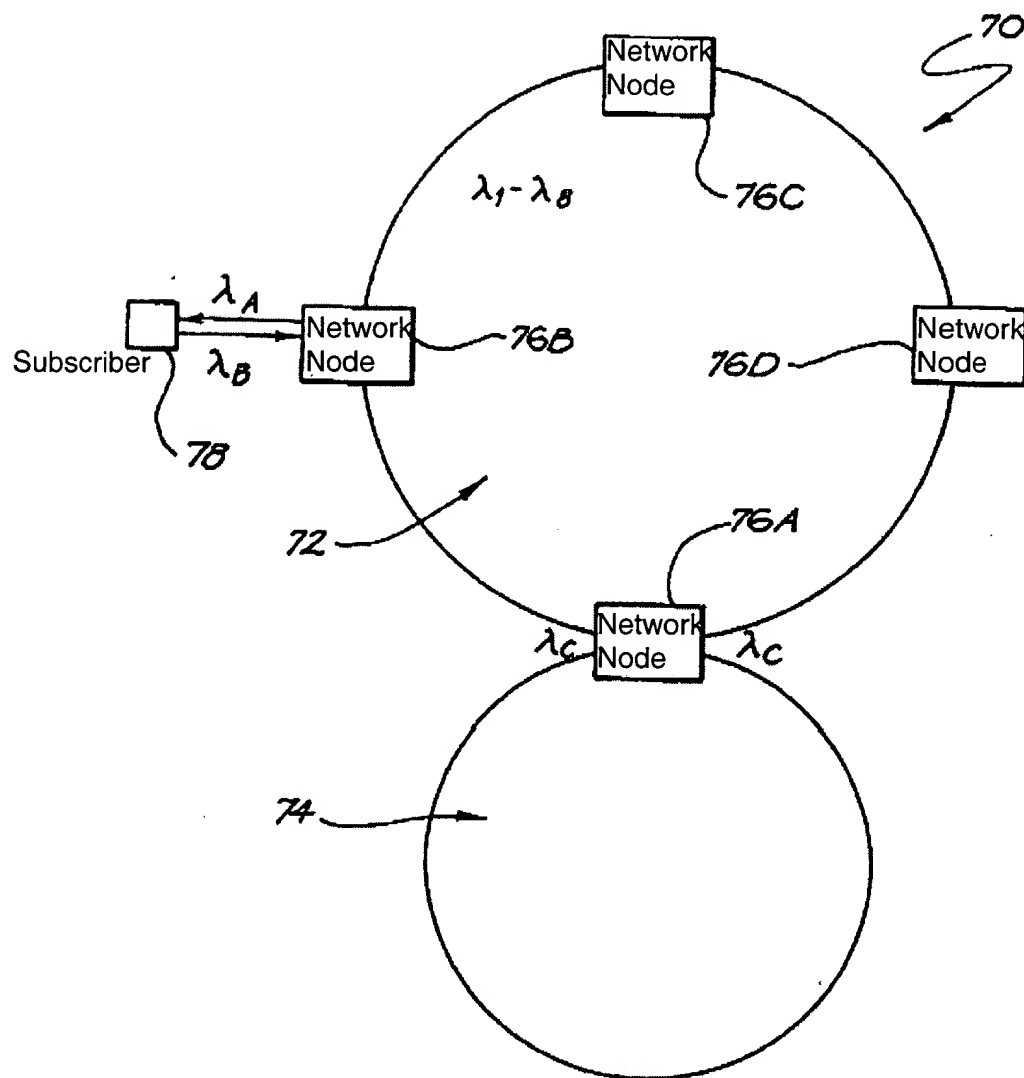 70
Network
Node
76C
λ1 - λ8
λA
Network
Node
76B
Subscriber
λB
78
76D
Network
Node
72
76A
λC
Network
Node
λC
74